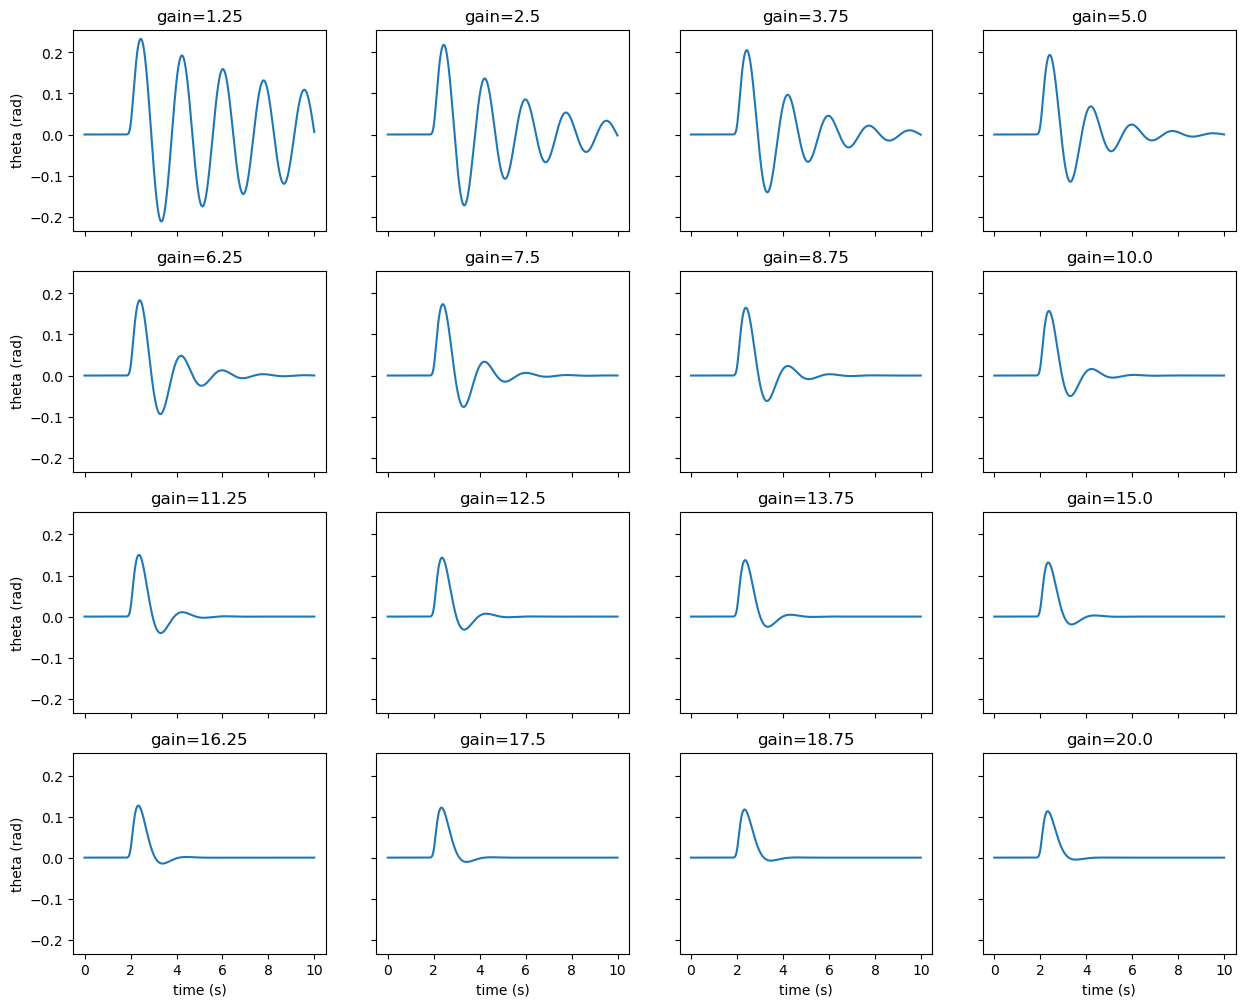 gain=1.25 gain=2.5 gain=3.75 gain=5.0
0.2
0.1
0.0
−0.1
−0.2
theta (rad)
gain=6.25 gain=7.5 gain=8.75 gain=10.0
0.2
0.1
0.0
−0.1
−0.2
theta (rad)
gain=11.25 gain=12.5 gain=13.75 gain=15.0
0.2
0.1
0.0
−0.1
−0.2
theta (rad)
gain=16.25 gain=17.5 gain=18.75 gain=20.0
0.2
0.1
0.0
−0.1
−0.2
theta (rad)
0 2 4 6 8 10 0 2 4 6 8 10 0 2 4 6 8 10 0 2 4 6 8 10
time (s) time (s) time (s) time (s)